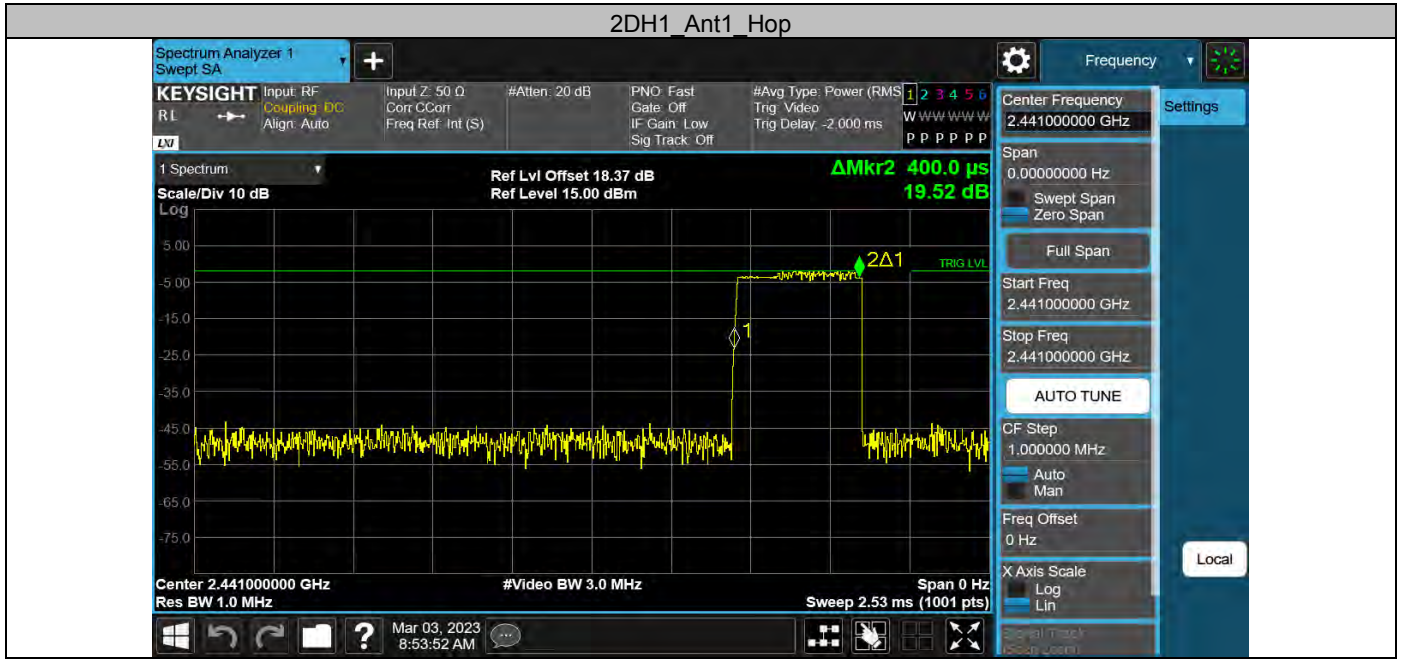 2DH1_Ant1_Hop
Spectrum Analyzer 1
Swept SA
+
Frequency
KEYSIGHT
RL
LXI
Input: RF
Coupling: DC
Align: Auto
Input Z: 50 Ω
Corr CCorr
Freq Ref: Int (S)
#Atten: 20 dB
PNO: Fast
Gate: Off
IF Gain: Low
Sig Track: Off
#Avg Type: Power (RMS
Trig: Video
Trig Delay: -2.000 ms
1 2 3 4 5 6
W W W W W W
P P P P P P
Center Frequency
2.441000000 GHz
Settings
Span
0.00000000 Hz
Swept Span
Zero Span
Full Span
Start Freq
2.441000000 GHz
Stop Freq
2.441000000 GHz
AUTO TUNE
CF Step
1.000000 MHz
Auto
Man
Freq Offset
0 Hz
X Axis Scale
Log
Lin
Local
1 Spectrum
Scale/Div 10 dB
Log
Ref Lvl Offset 18.37 dB
Ref Level 15.00 dBm
ΔMkr2 400.0 µs
19.52 dB
5.00
-5.00
-15.0
-25.0
-35.0
-45.0
-55.0
-65.0
-75.0
2Δ1
TRIG LVL
1
Center 2.441000000 GHz
Res BW 1.0 MHz
#Video BW 3.0 MHz
Span 0 Hz
Sweep 2.53 ms (1001 pts)
?
Mar 03, 2023
8:53:52 AM